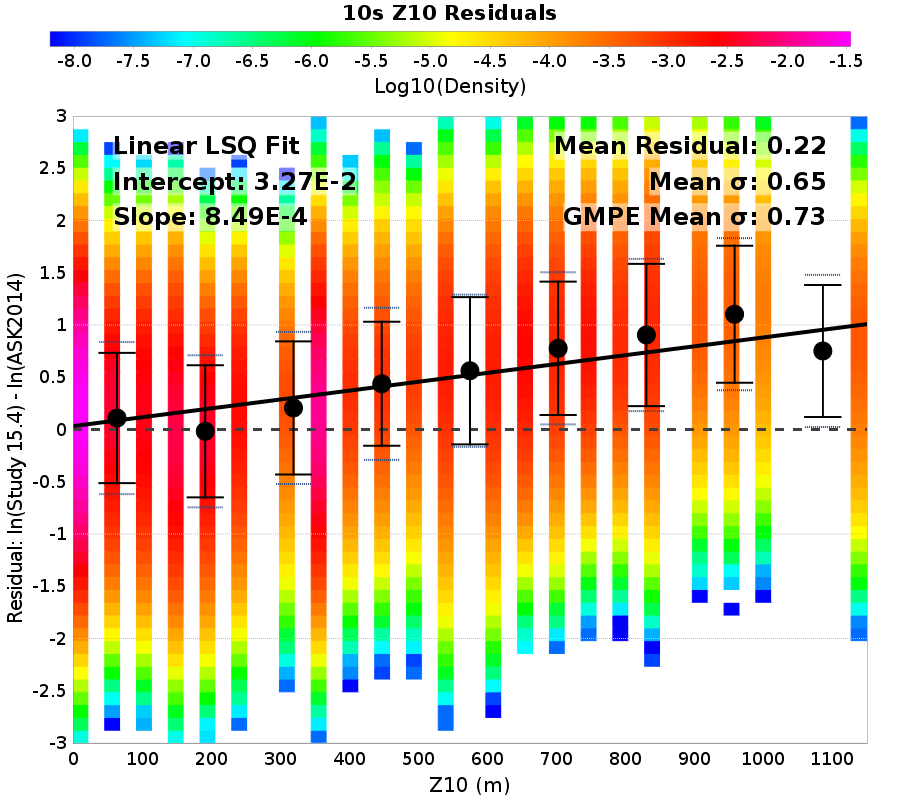 10s Z10 Residuals
-8.0 -7.5 -7.0 -6.5 -6.0 -5.5 -5.0 -4.5 -4.0 -3.5 -3.0 -2.5 -2.0 -1.5
Log10(Density)
Linear LSQ Fit
Intercept: 3.27E-2
Slope: 8.49E-4
Mean Residual: 0.22
Mean σ: 0.65
GMPE Mean σ: 0.73
Residual: ln(Study 15.4) - ln(ASK2014)
3
2.5
2
1.5
1
0.5
0
-0.5
-1
-1.5
-2
-2.5
-3
0 100 200 300 400 500 600 700 800 900 1000 1100
Z10 (m)